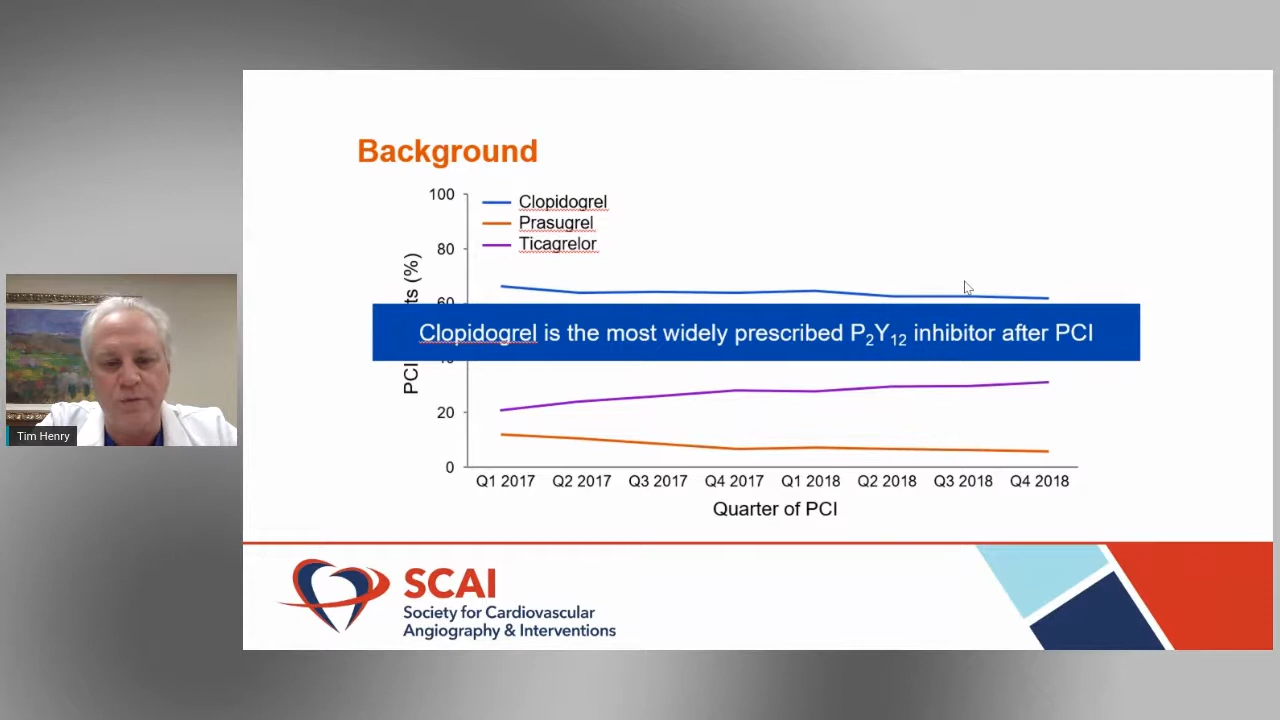 Background
100
80
60
20
0
Clopidogrel
Prasugrel
Ticagrelor
Clopidogrel is the most widely prescribed P₂Y₁₂ inhibitor after PCI
Q1 2017 Q2 2017 Q3 2017 Q4 2017 Q1 2018 Q2 2018 Q3 2018 Q4 2018
Quarter of PCI
Tim Henry
SCAI
Society for Cardiovascular
Angiography & Interventions